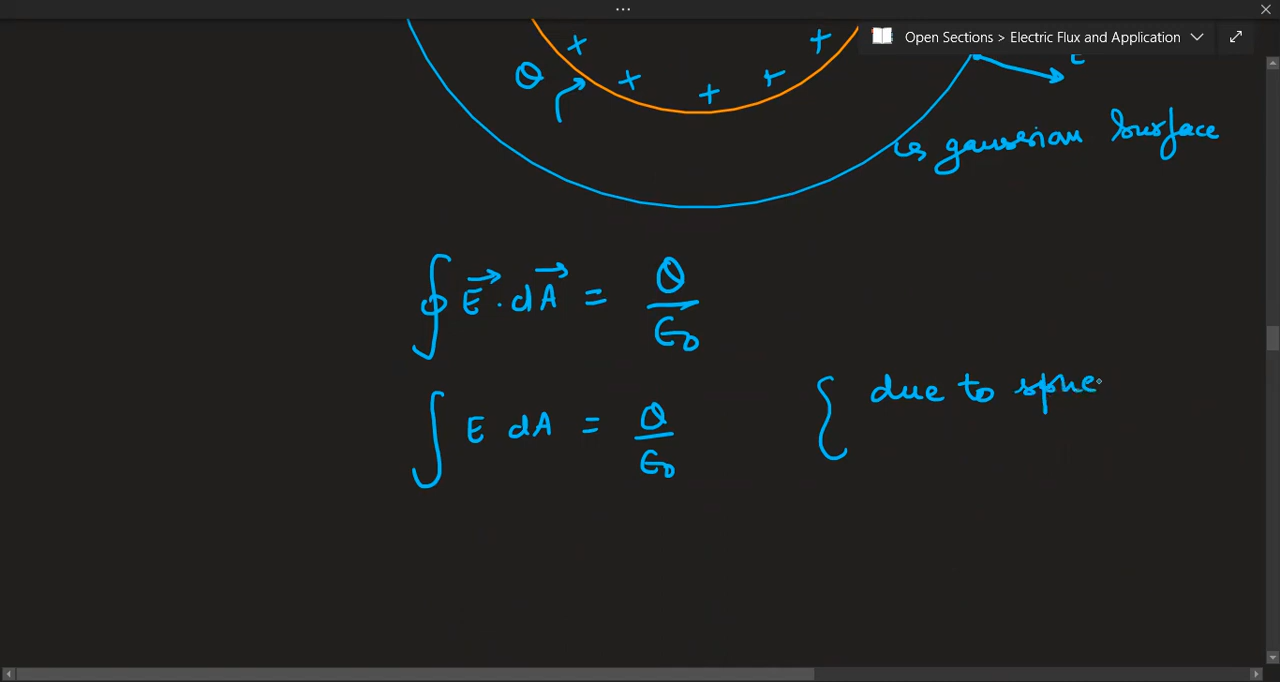 ...
Open Sections > Electric Flux and Application
+ + + + +
Q
E
↳ gaussian Surface
∮ E⃗ . dA⃗ = Q / ε₀
∫ E dA = Q / ε₀
{ due to sphe